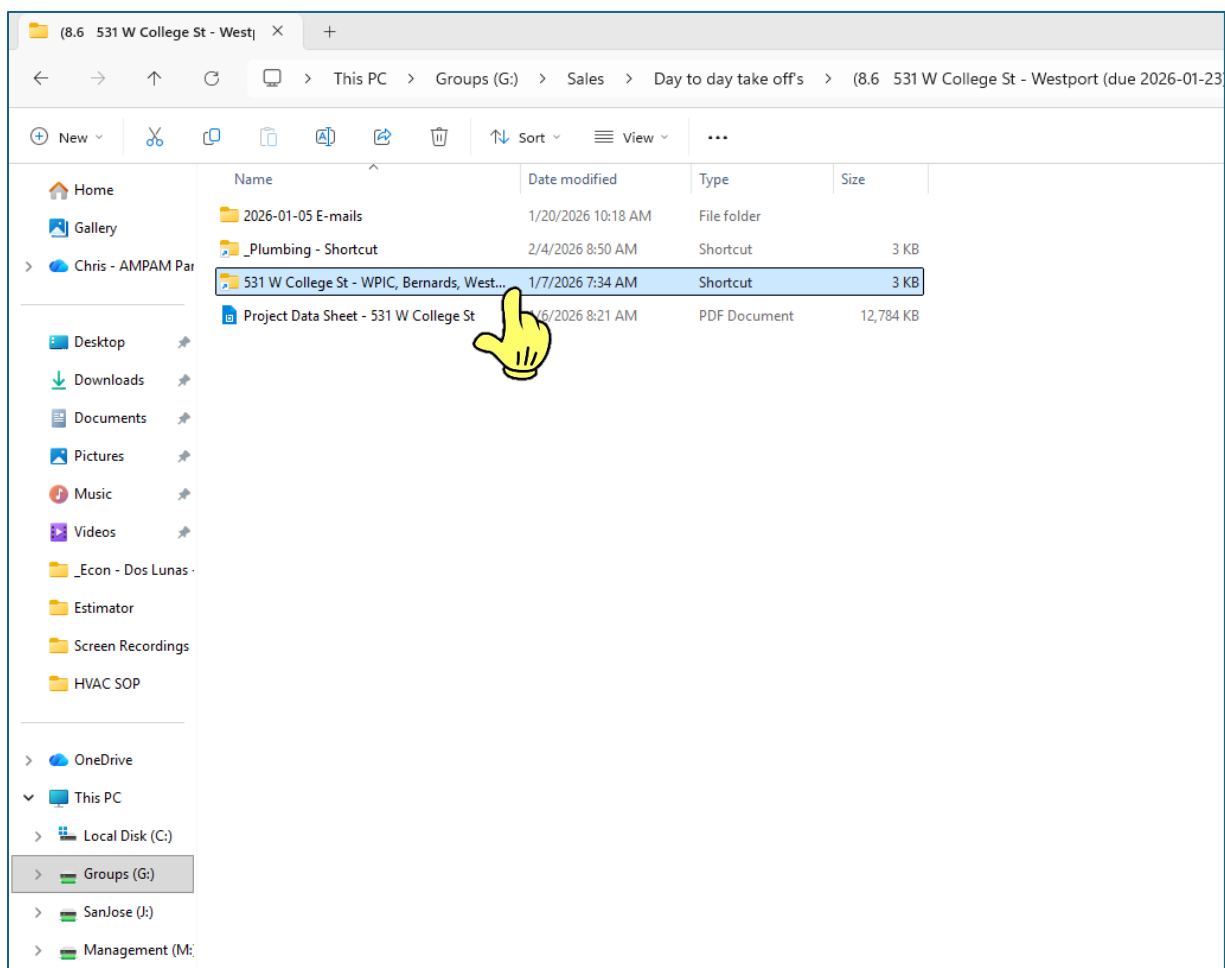 (8.6 531 W College St - West
This PC > Groups (G:) > Sales > Day to day take off's > (8.6 531 W College St - Westport (due 2026-01-23)
New Sort View ...
Name Date modified Type Size
2026-01-05 E-mails 1/20/2026 10:18 AM File folder
_Plumbing - Shortcut 2/4/2026 8:50 AM Shortcut 3 KB
531 W College St - WPIC, Bernards, West... 1/7/2026 7:34 AM Shortcut 3 KB
Project Data Sheet - 531 W College St /6/2026 8:21 AM PDF Document 12,784 KB
Home
Gallery
Chris - AMPAM Par
Desktop
Downloads
Documents
Pictures
Music
Videos
_Econ - Dos Lunas -
Estimator
Screen Recordings
HVAC SOP
OneDrive
This PC
Local Disk (C:)
Groups (G:)
SanJose (J:)
Management (M: